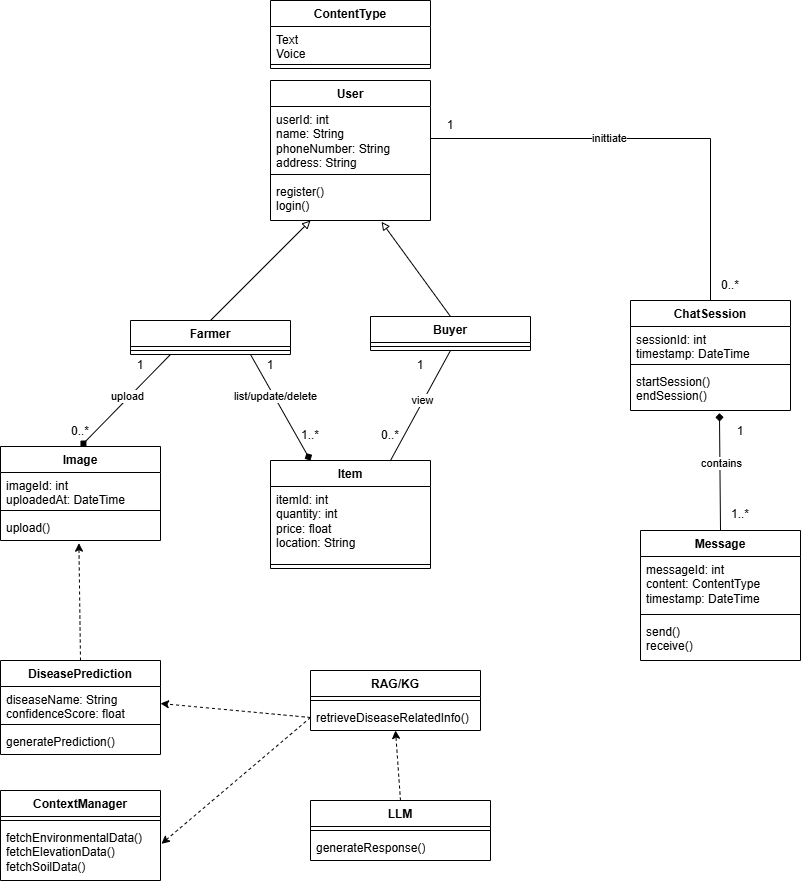 ContentType
Text
Voice
User
userId: int
name: String
phoneNumber: String
address: String
register()
login()
1
inittiate
0..*
ChatSession
sessionId: int
timestamp: DateTime
startSession()
endSession()
Farmer
Buyer
1
1
1
upload
list/update/delete
view
0..*
1..*
0..*
1
contains
1..*
Image
imageId: int
uploadedAt: DateTime
upload()
Item
itemId: int
quantity: int
price: float
location: String
Message
messageId: int
content: ContentType
timestamp: DateTime
send()
receive()
DiseasePrediction
diseaseName: String
confidenceScore: float
generatePrediction()
RAG/KG
retrieveDiseaseRelatedInfo()
ContextManager
fetchEnvironmentalData()
fetchElevationData()
fetchSoilData()
LLM
generateResponse()